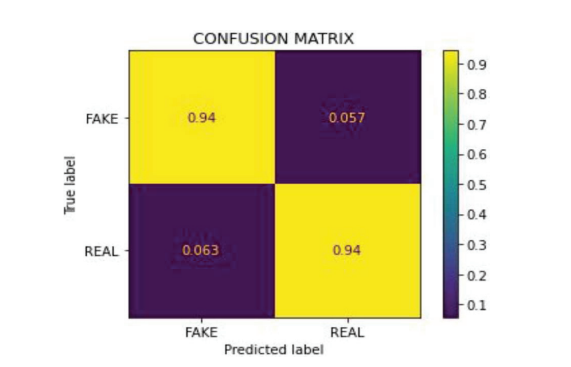 CONFUSION MATRIX
True label
FAKE
0.94
0.057
REAL
0.063
0.94
FAKE
REAL
Predicted label
0.9
0.8
0.7
0.6
0.5
0.4
0.3
0.2
0.1